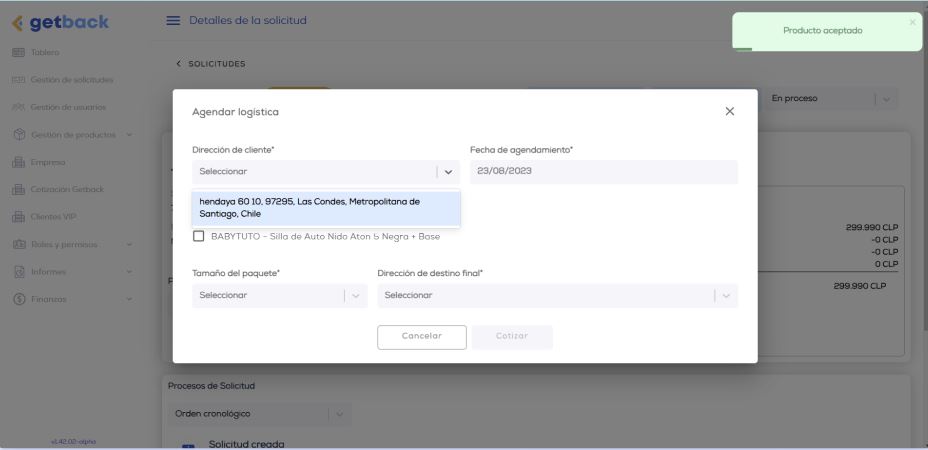 getback
Detalles de la solicitud
Producto aceptado
Tablero
SOLICITUDES
Gestión de solicitudes
Gestión de usuarios
Gestión de productos
Empresa
Cotización Getback
Clientes VIP
Roles y permisos
Informes
Finanzas
v1.42.02-alpha
En proceso
Agendar logística
Dirección de cliente*
Fecha de agendamiento*
Seleccionar
23/08/2023
hendaya 60 10, 97295, Las Condes, Metropolitana de
Santiago, Chile
BABYTUTO - Silla de Auto Nido Aton 5 Negra + Base
Tamaño del paquete*
Dirección de destino final*
Seleccionar
Seleccionar
Cancelar
Cotizar
299.990 CLP
-0 CLP
-0 CLP
0 CLP
299.990 CLP
Procesos de Solicitud
Orden cronológico
Solicitud creada